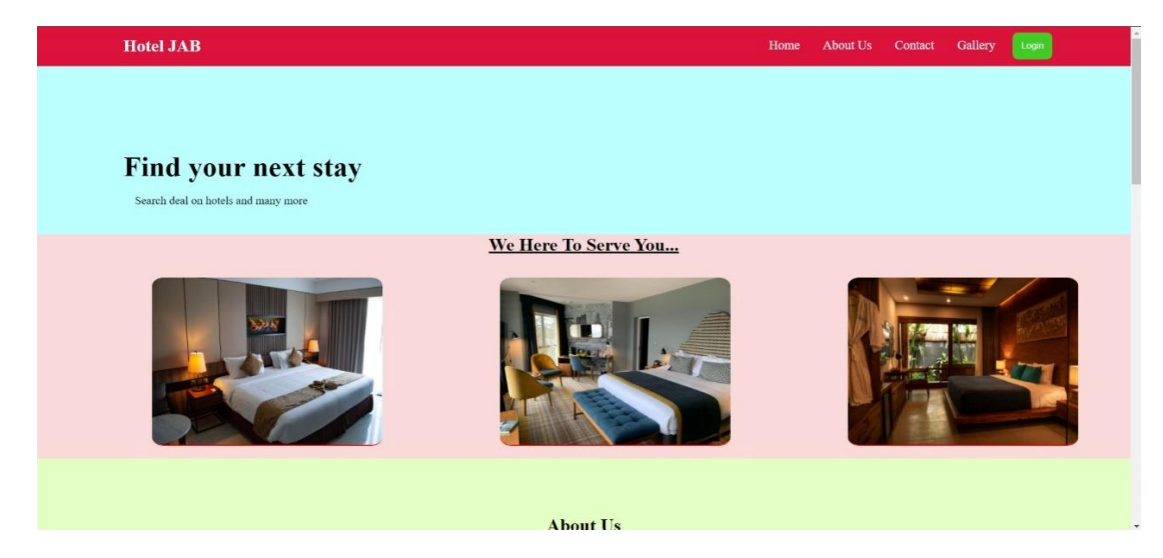 Hotel JAB
Home About Us Contact Gallery Login
Find your next stay
Search deal on hotels and many more
We Here To Serve You...
About Us